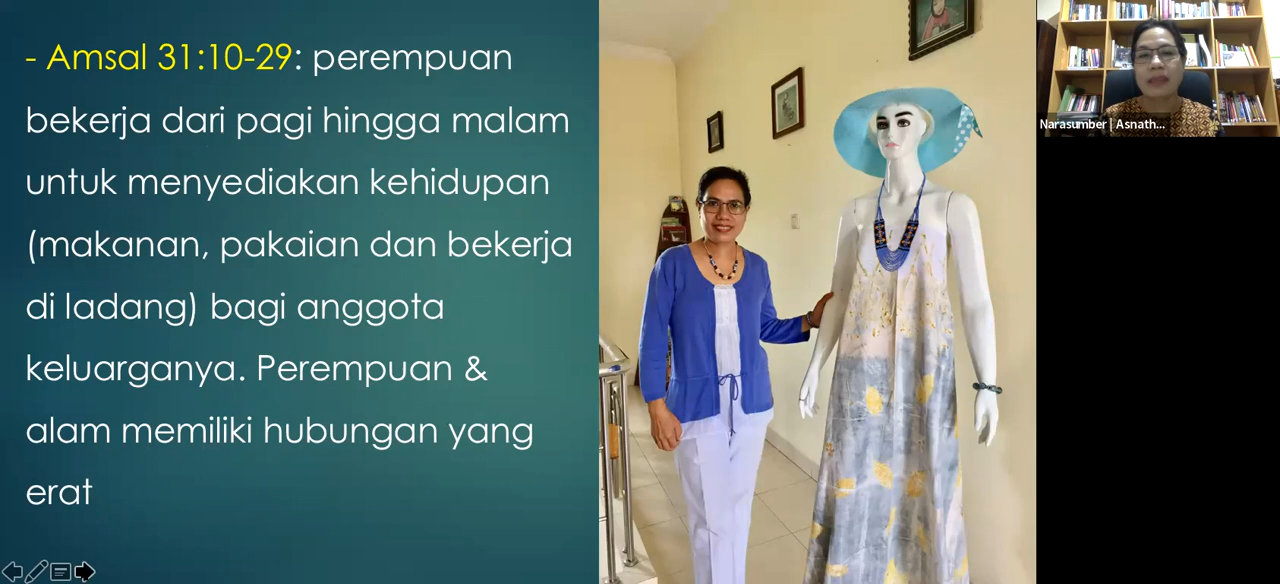 - Amsal 31:10-29: perempuan
bekerja dari pagi hingga malam
untuk menyediakan kehidupan
(makanan, pakaian dan bekerja
di ladang) bagi anggota
keluarganya. Perempuan &
alam memiliki hubungan yang
erat
Narasumber | Asnath...